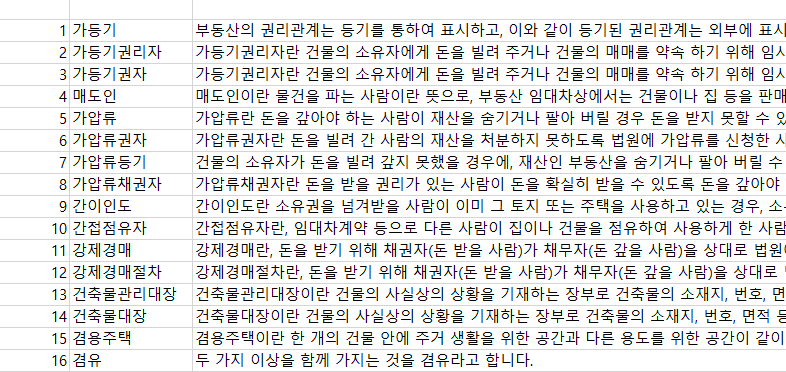 1 가등기 부동산의 권리관계는 등기를 통하여 표시하고, 이와 같이 등기된 권리관계는 외부에 표시
2 가등기권리자 가등기권리자란 건물의 소유자에게 돈을 빌려 주거나 건물의 매매를 약속 하기 위해 임시
3 가등기권자 가등기권리자란 건물의 소유자에게 돈을 빌려 주거나 건물의 매매를 약속 하기 위해 임시
4 매도인 매도인이란 물건을 파는 사람이란 뜻으로, 부동산 임대차상에서는 건물이나 집 등을 판매
5 가압류 가압류란 돈을 갚아야 하는 사람이 재산을 숨기거나 팔아 버릴 경우 돈을 받지 못할 수 있
6 가압류권자 가압류권자란 돈을 빌려 간 사람의 재산을 처분하지 못하도록 법원에 가압류를 신청한 사
7 가압류등기 건물의 소유자가 돈을 빌려 갚지 못했을 경우에, 재산인 부동산을 숨기거나 팔아 버릴 수
8 가압류채권자 가압류채권자란 돈을 받을 권리가 있는 사람이 돈을 확실히 받을 수 있도록 돈을 갚아야
9 간이인도 간이인도란 소유권을 넘겨받을 사람이 이미 그 토지 또는 주택을 사용하고 있는 경우, 소
10 간접점유자 간접점유자란, 임대차계약 등으로 다른 사람이 집이나 건물을 점유하여 사용하게 한 사람
11 강제경매 강제경매란, 돈을 받기 위해 채권자(돈 받을 사람)가 채무자(돈 갚을 사람)을 상대로 법원
12 강제경매절차 강제경매절차란, 돈을 받기 위해 채권자(돈 받을 사람)가 채무자(돈 갚을 사람)을 상대로
13 건축물관리대장 건축물관리대장이란 건물의 사실상의 상황을 기재하는 장부로 건축물의 소재지, 번호, 면
14 건축물대장 건축물대장이란 건물의 사실상의 상황을 기재하는 장부로 건축물의 소재지, 번호, 면적 등
15 겸용주택 겸용주택이란 한 개의 건물 안에 주거 생활을 위한 공간과 다른 용도를 위한 공간이 같이
16 겸유 두 가지 이상을 함께 가지는 것을 겸유라고 합니다.